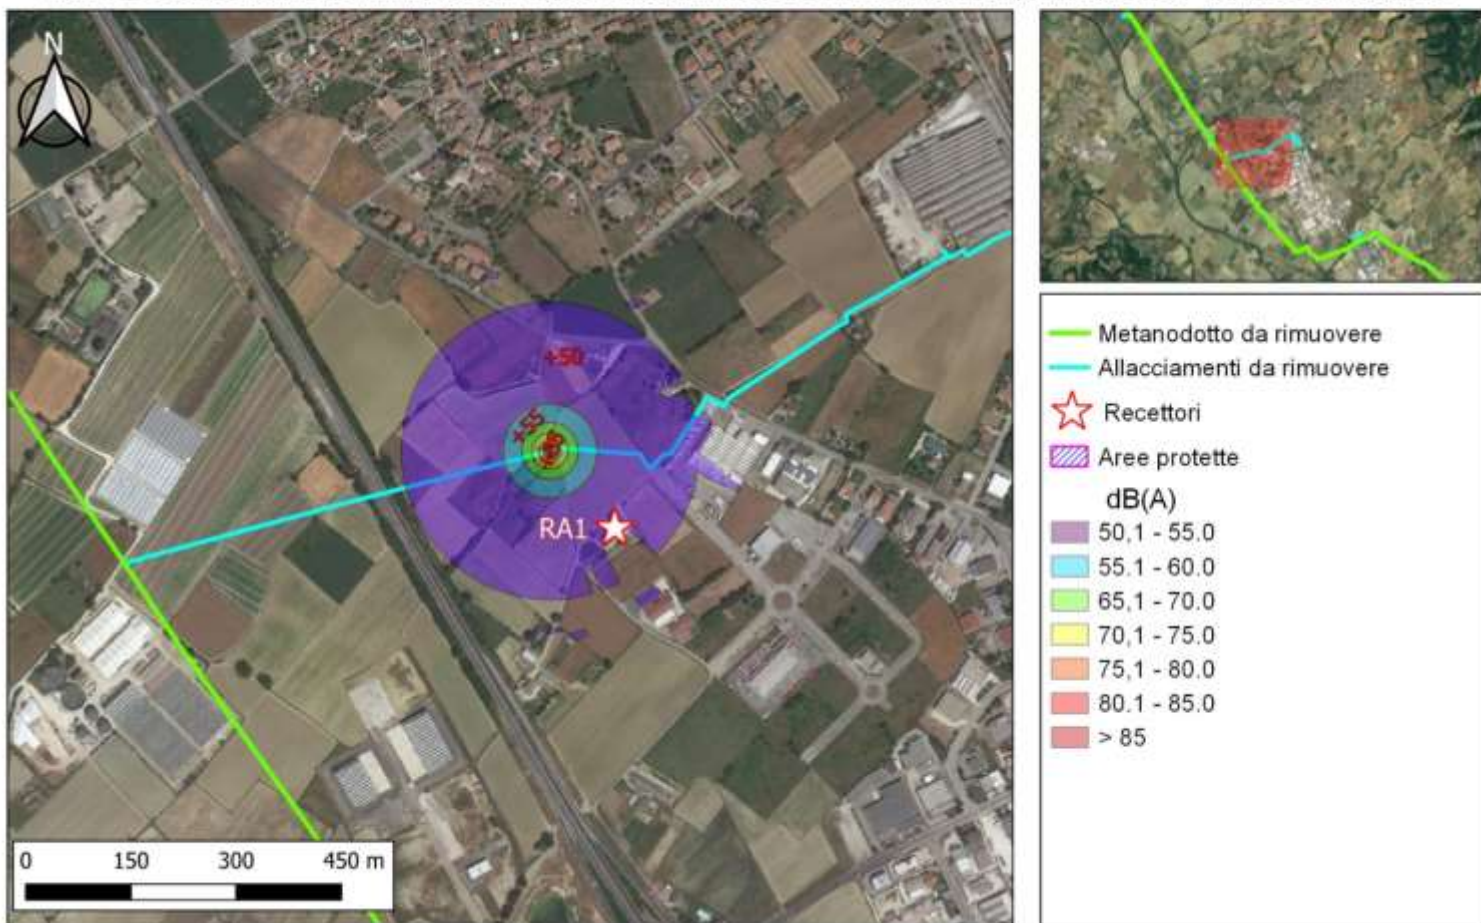 N
+50
+55
RA1
0 150 300 450 m
Metanodotto da rimuovere
Allacciamenti da rimuovere
Recettori
Aree protette
dB(A)
50,1 - 55.0
55.1 - 60.0
65,1 - 70.0
70,1 - 75.0
75,1 - 80.0
80.1 - 85.0
> 85